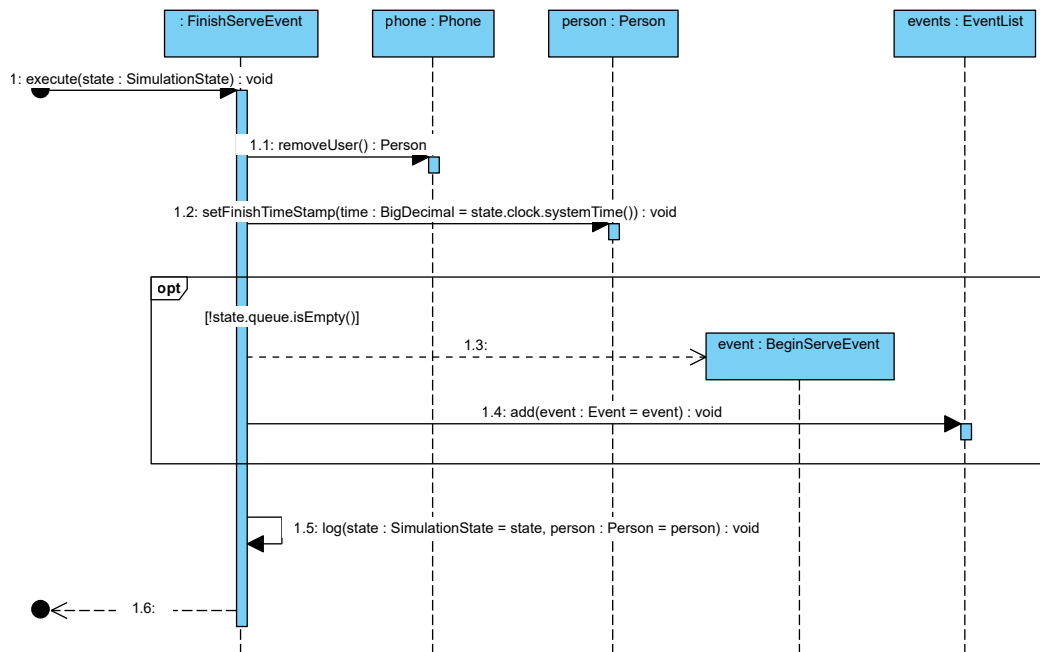 : FinishServeEvent
phone : Phone
person : Person
events : EventList
1: execute(state : SimulationState) : void
1.1: removeUser() : Person
1.2: setFinishTimeStamp(time : BigDecimal = state.clock.systemTime()) : void
opt
[!state.queue.isEmpty()]
1.3:
event : BeginServeEvent
1.4: add(event : Event = event) : void
1.5: log(state : SimulationState = state, person : Person = person) : void
1.6: